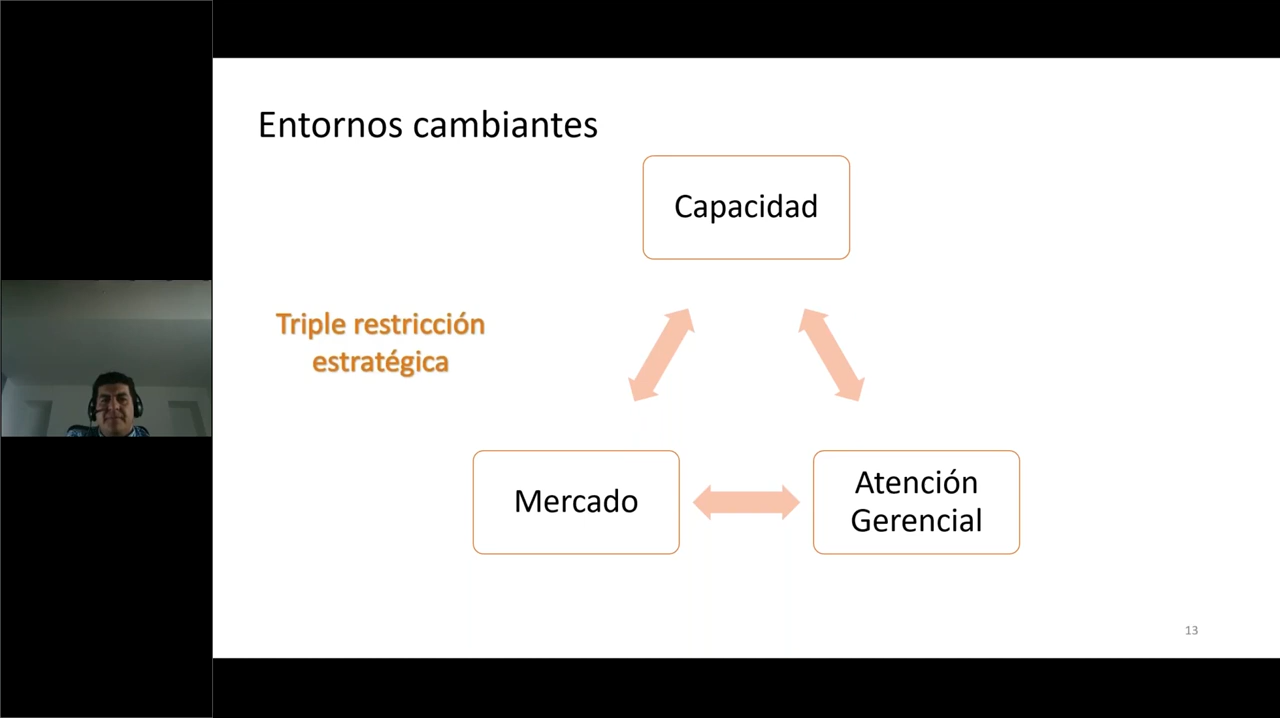 Entornos cambiantes
Capacidad
Triple restricción
estratégica
Mercado
Atención
Gerencial
13